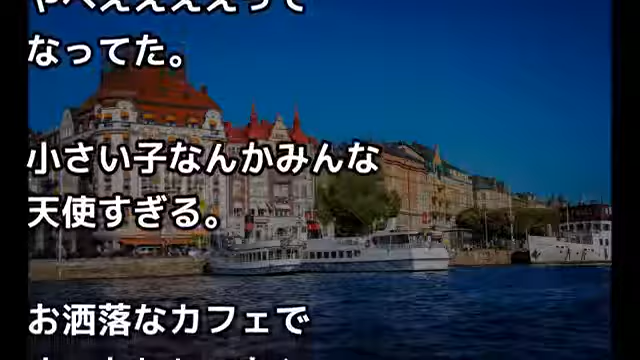 やべえええええって
なってた。
小さい子なんかみんな
天使すぎる。
お洒落なカフェで